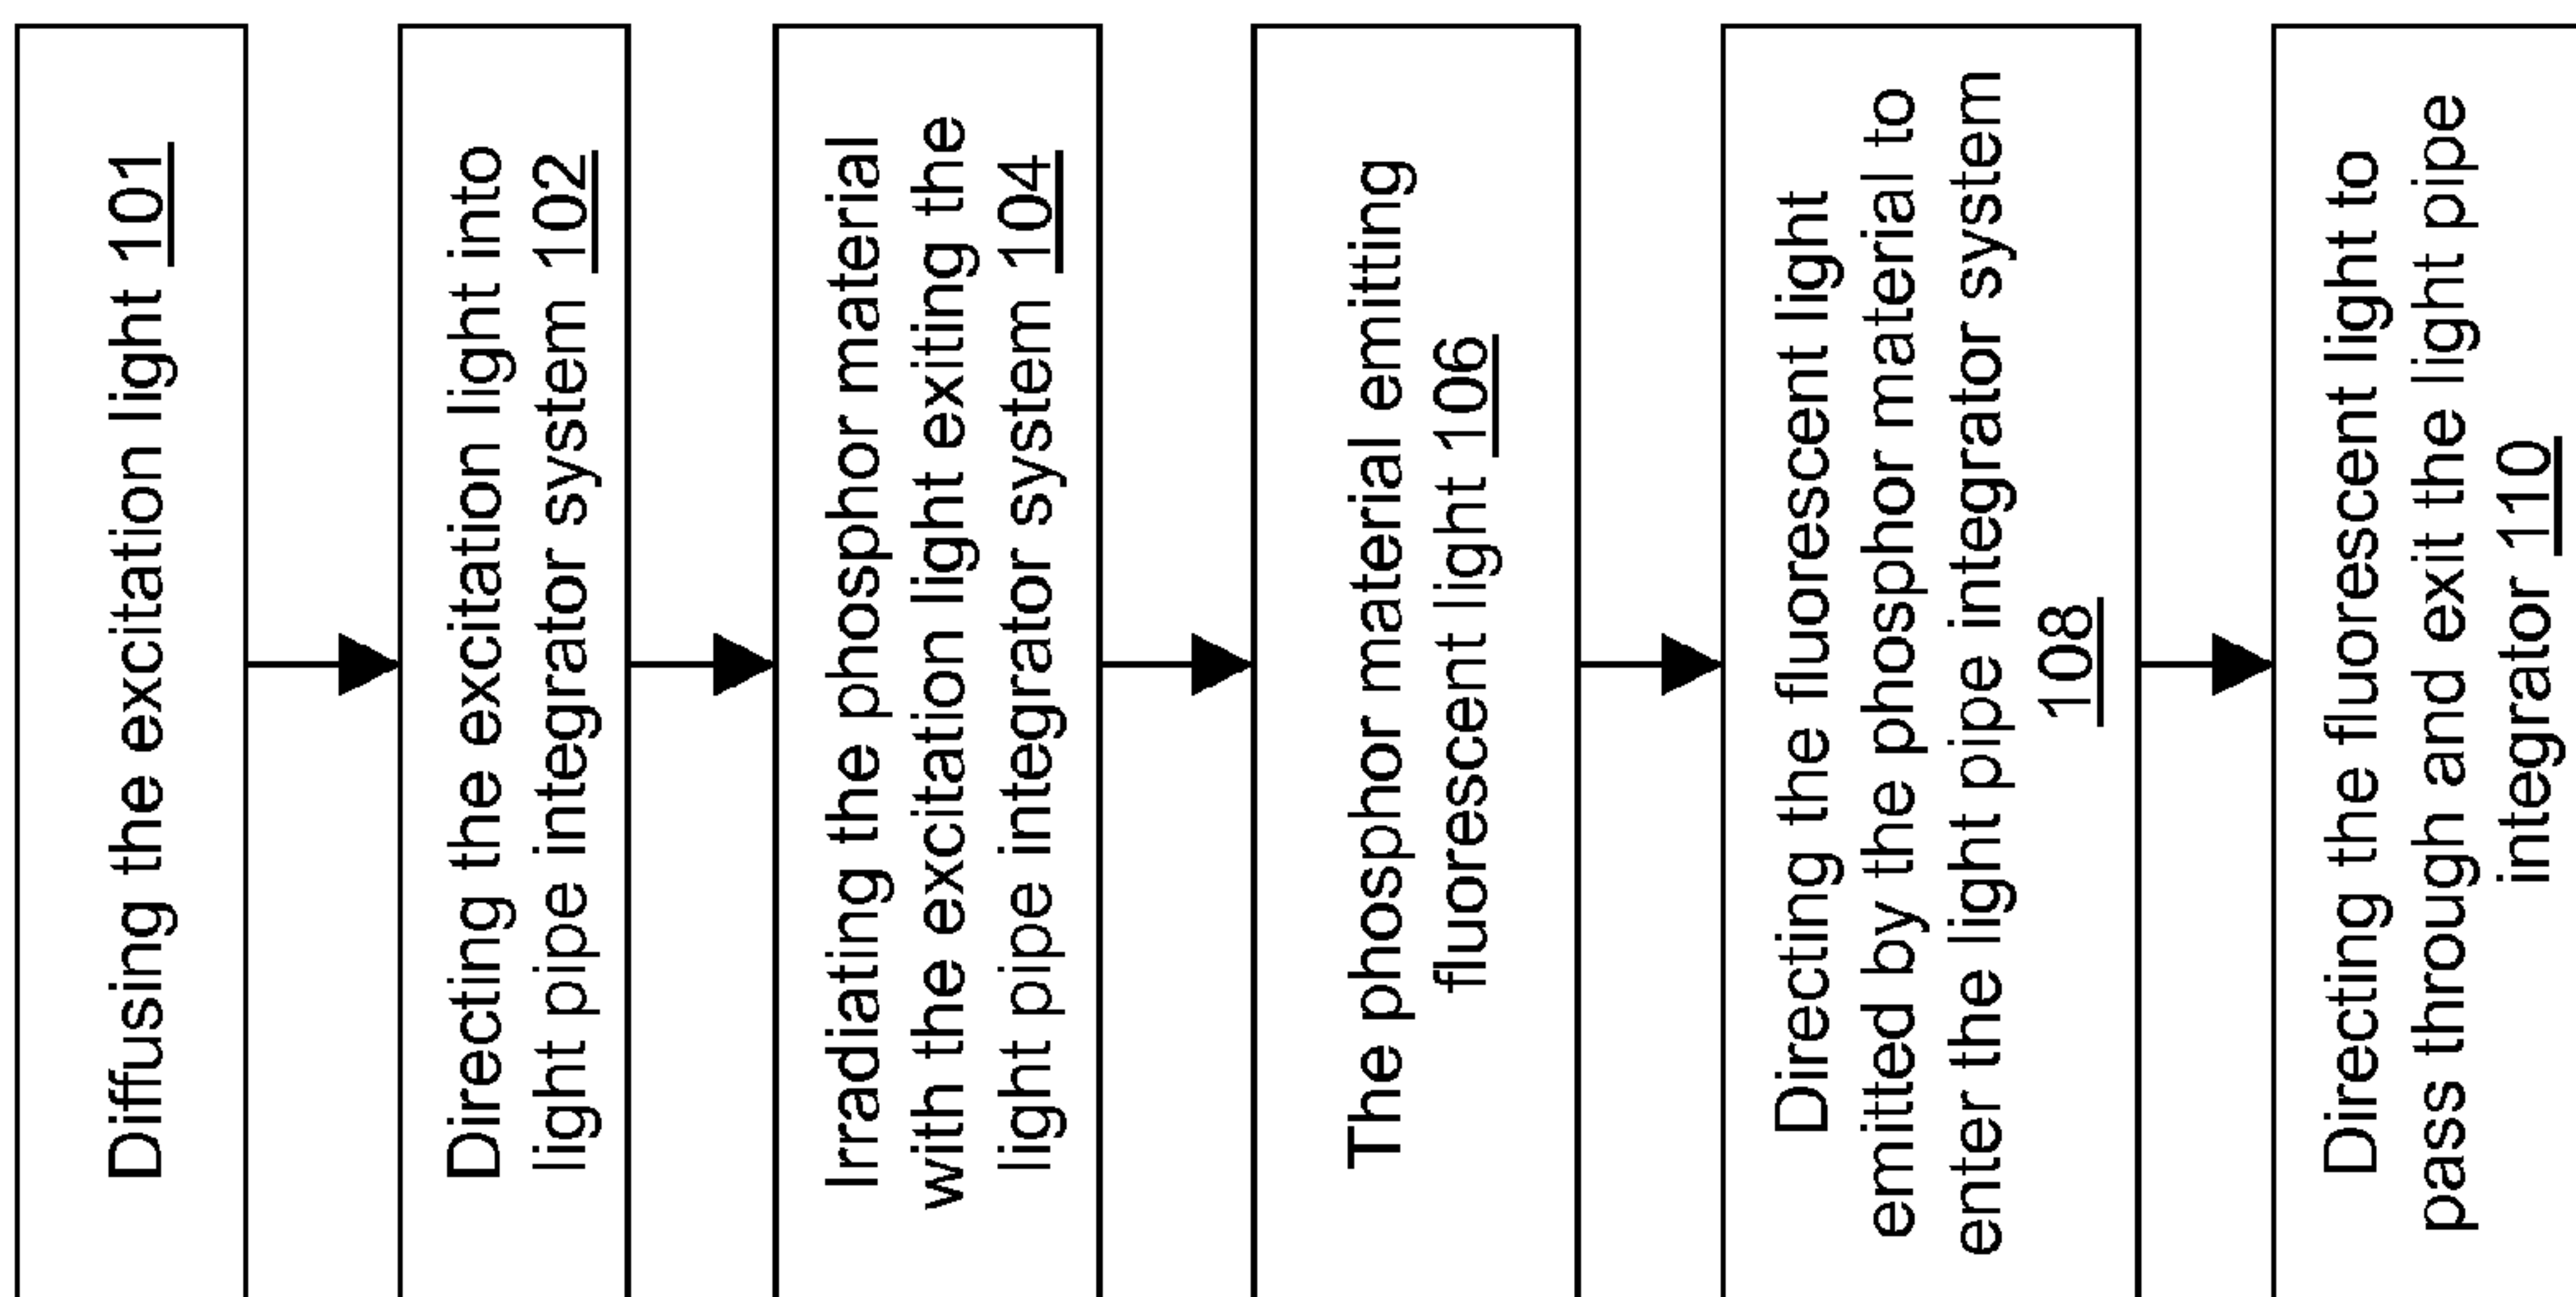 Diffusing the excitation light 101
Directing the excitation light into
light pipe integrator system 102
Irradiating the phosphor material
with the excitation light exiting the
light pipe integrator system 104
The phosphor material emitting
fluorescent light 106
Directing the fluorescent light
emitted by the phosphor material to
enter the light pipe integrator system
108
Directing the fluorescent light to
pass through and exit the light pipe
integrator 110